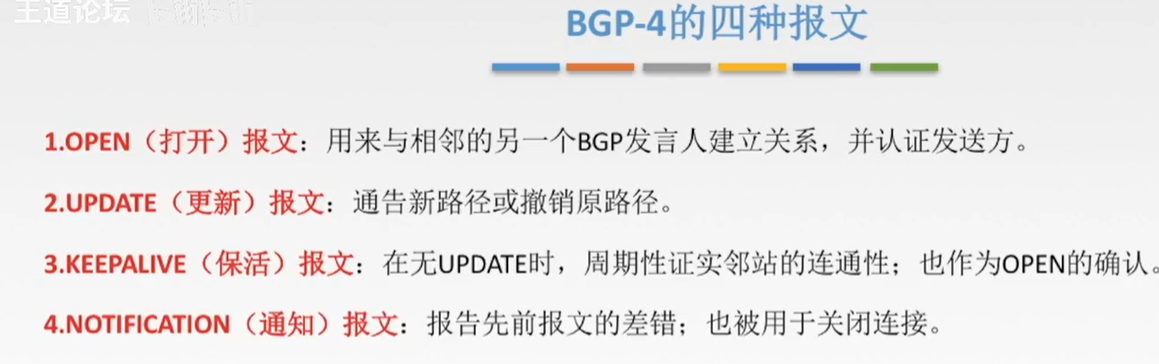 王道论坛
BGP-4的四种报文
1.OPEN（打开）报文：用来与相邻的另一个BGP发言人建立关系，并认证发送方。
2.UPDATE（更新）报文：通告新路径或撤销原路径。
3.KEEPALIVE（保活）报文：在无UPDATE时，周期性证实邻站的连通性；也作为OPEN的确认。
4.NOTIFICATION（通知）报文：报告先前报文的差错；也被用于关闭连接。